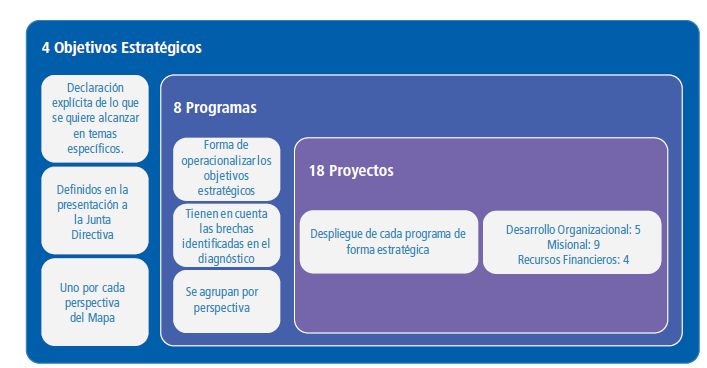 4 Objetivos Estratégicos
Declaración
explícita de lo que
se quiere alcanzar
en temas
específicos.
Definidos en la
presentación a
la Junta
Directiva
Uno por cada
perspectiva
del Mapa
8 Programas
Forma de
operacionalizar los
objetivos
estratégicos
Tienen en cuenta
las brechas
identificadas en el
diagnóstico
Se agrupan por
perspectiva
18 Proyectos
Despliegue de cada programa de
forma estratégica
Desarrollo Organizacional: 5
Misional: 9
Recursos Financieros: 4